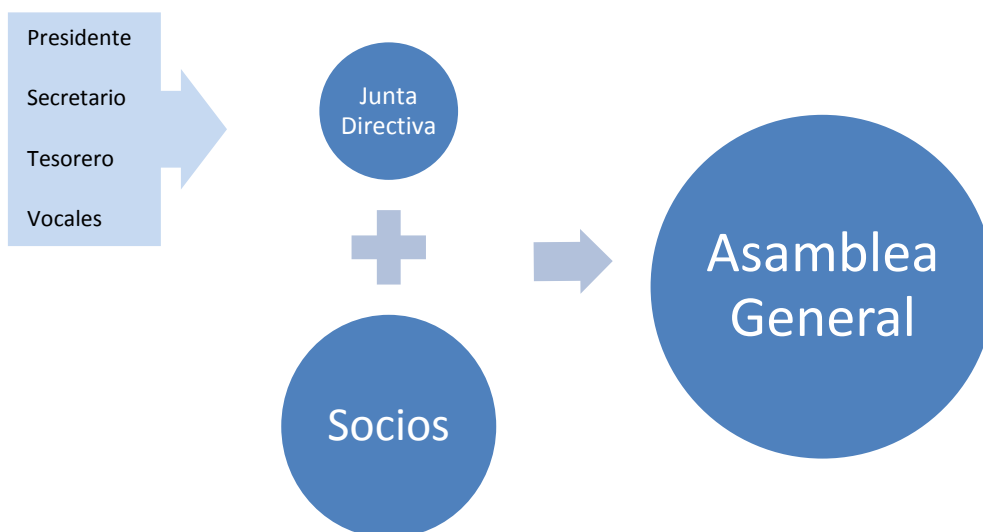 Presidente
Secretario
Tesorero
Vocales
Junta
Directiva
Socios
Asamblea
General